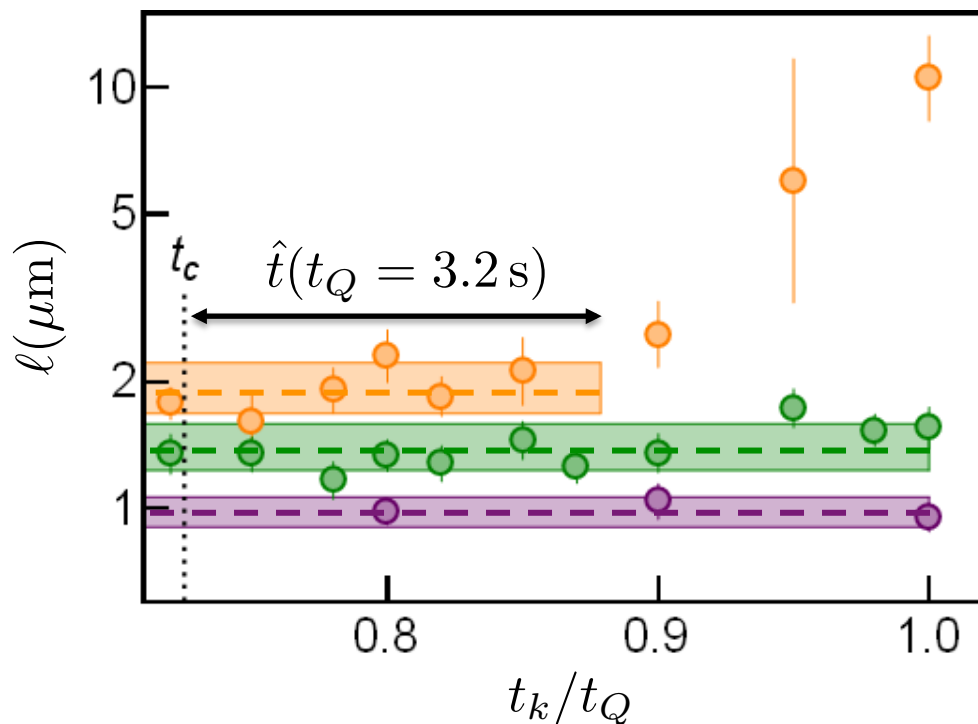 10
5
2
1
ℓ(μm)
t_c
t̂(t_Q = 3.2 s)
0.8 0.9 1.0
t_k/t_Q